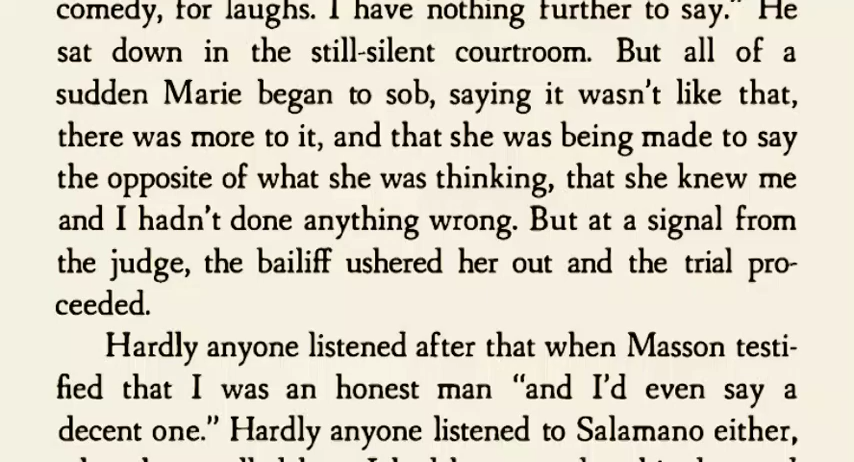 comedy, for laughs. I have nothing further to say." He
sat down in the still-silent courtroom. But all of a
sudden Marie began to sob, saying it wasn't like that,
there was more to it, and that she was being made to say
the opposite of what she was thinking, that she knew me
and I hadn't done anything wrong. But at a signal from
the judge, the bailiff ushered her out and the trial pro-
ceeded.
Hardly anyone listened after that when Masson testi-
fied that I was an honest man “and I'd even say a
decent one.” Hardly anyone listened to Salamano either,